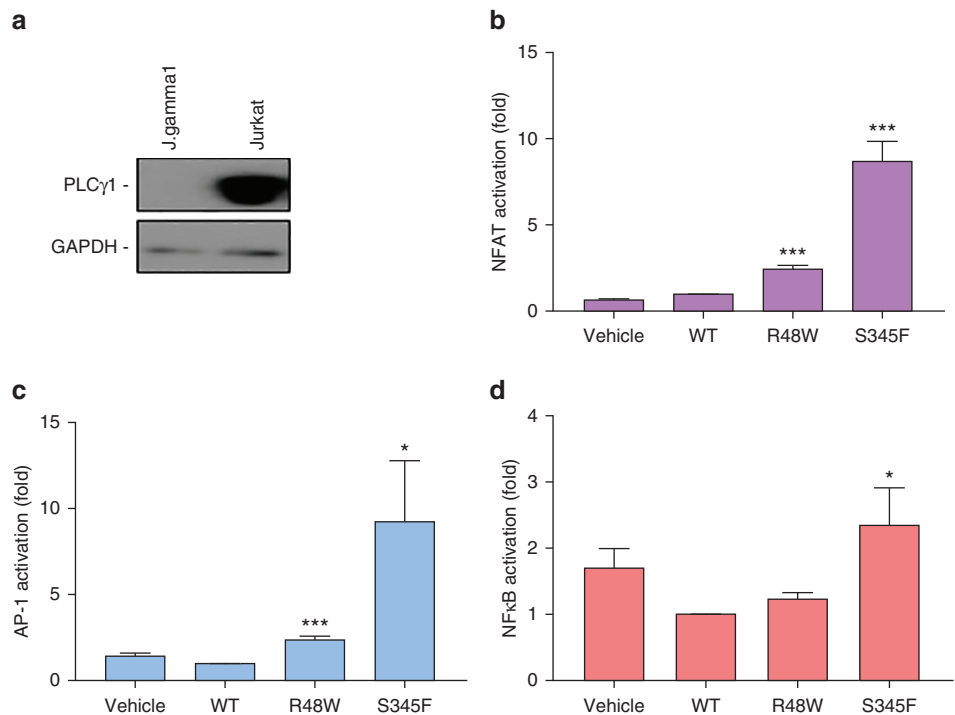 a
J.gamma1
Jurkat
PLCγ1 -
GAPDH -
b
NFAT activation (fold)
15
10
5
0
***
***
Vehicle WT R48W S345F
c
AP-1 activation (fold)
15
10
5
0
***
*
Vehicle WT R48W S345F
d
NFκB activation (fold)
4
3
2
1
0
*
Vehicle WT R48W S345F